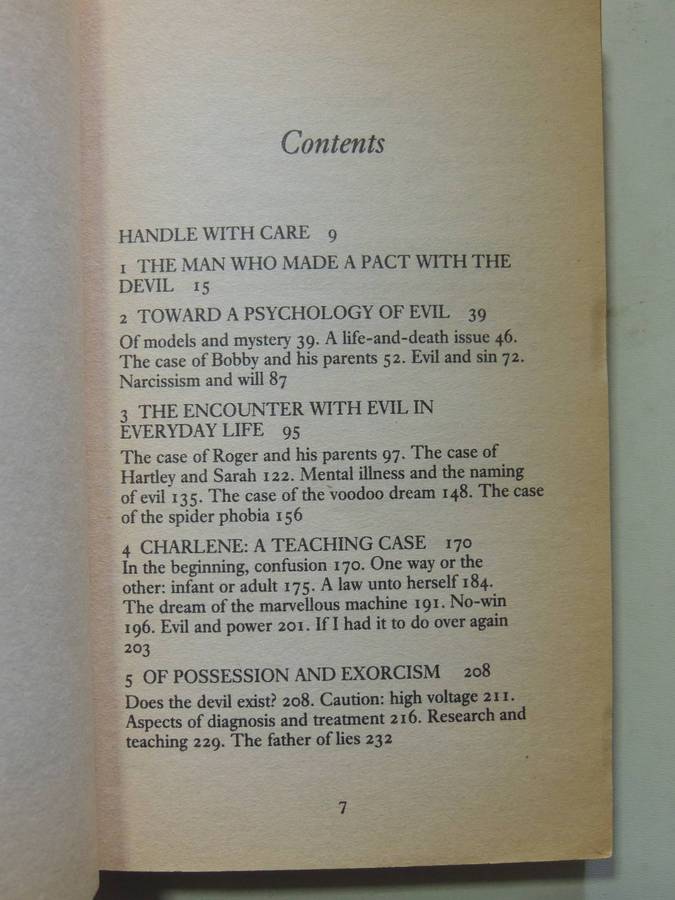 Contents
HANDLE WITH CARE 9
1 THE MAN WHO MADE A PACT WITH THE
DEVIL 15
2 TOWARD A PSYCHOLOGY OF EVIL 39
Of models and mystery 39. A life-and-death issue 46.
The case of Bobby and his parents 52. Evil and sin 72.
Narcissism and will 87
3 THE ENCOUNTER WITH EVIL IN
EVERYDAY LIFE 95
The case of Roger and his parents 97. The case of
Hartley and Sarah 122. Mental illness and the naming
of evil 135. The case of the voodoo dream 148. The case
of the spider phobia 156
4 CHARLENE: A TEACHING CASE 170
In the beginning, confusion 170. One way or the
other: infant or adult 175. A law unto herself 184.
The dream of the marvellous machine 191. No-win
196. Evil and power 201. If I had it to do over again
203
5 OF POSSESSION AND EXORCISM 208
Does the devil exist? 208. Caution: high voltage 211.
Aspects of diagnosis and treatment 216. Research and
teaching 229. The father of lies 232
7